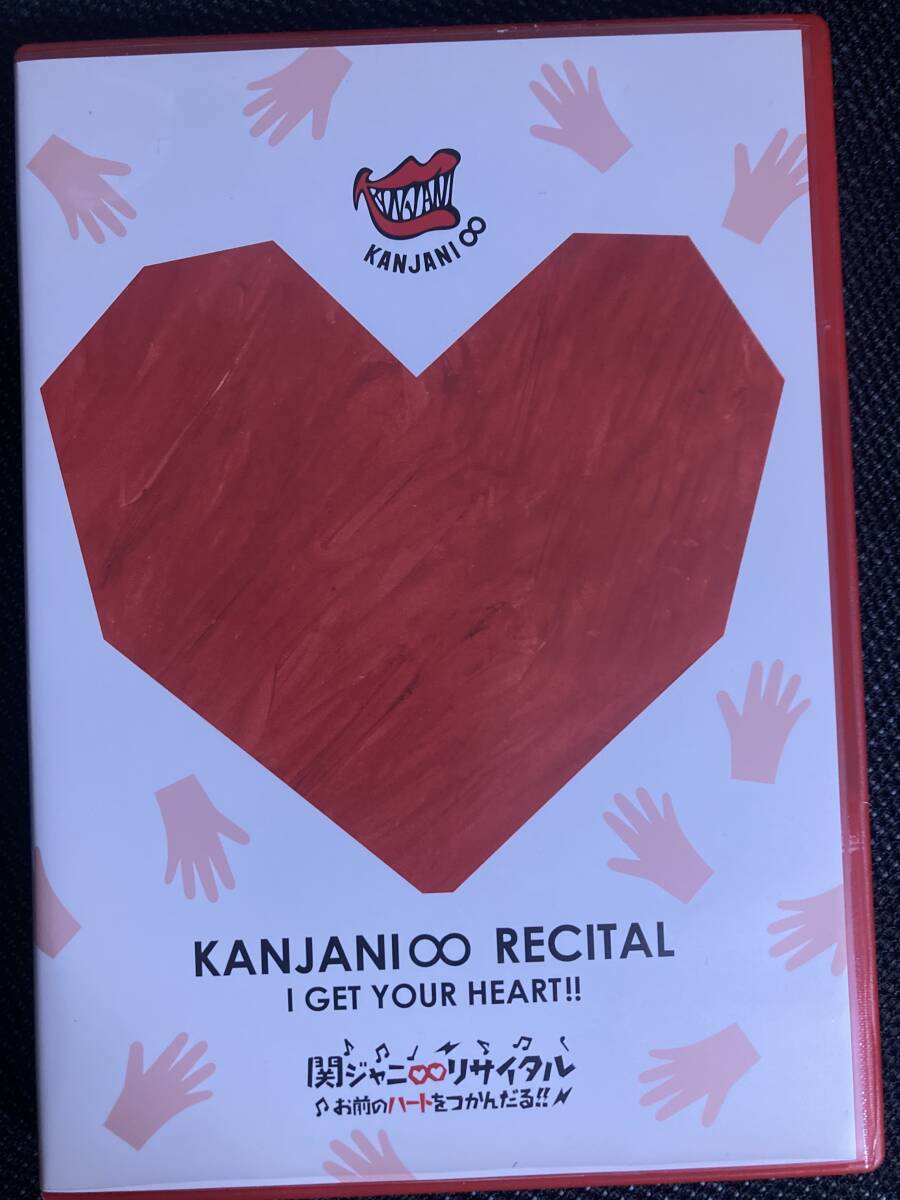 KANJANI
KANJANI∞
KANJANI∞ RECITAL
I GET YOUR HEART!!
関ジャニ∞リサイタル
♪お前のハートをつかんだる!!